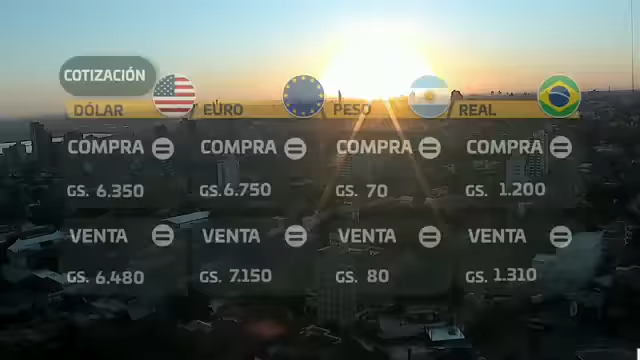 COTIZACIÓN
DÓLAR EURO PESO REAL
COMPRA = COMPRA = COMPRA = COMPRA =
GS. 6.350 GS. 6.750 GS. 70 GS. 1.200
VENTA = VENTA = VENTA = VENTA =
GS. 6.480 GS. 7.150 GS. 80 GS. 1.310